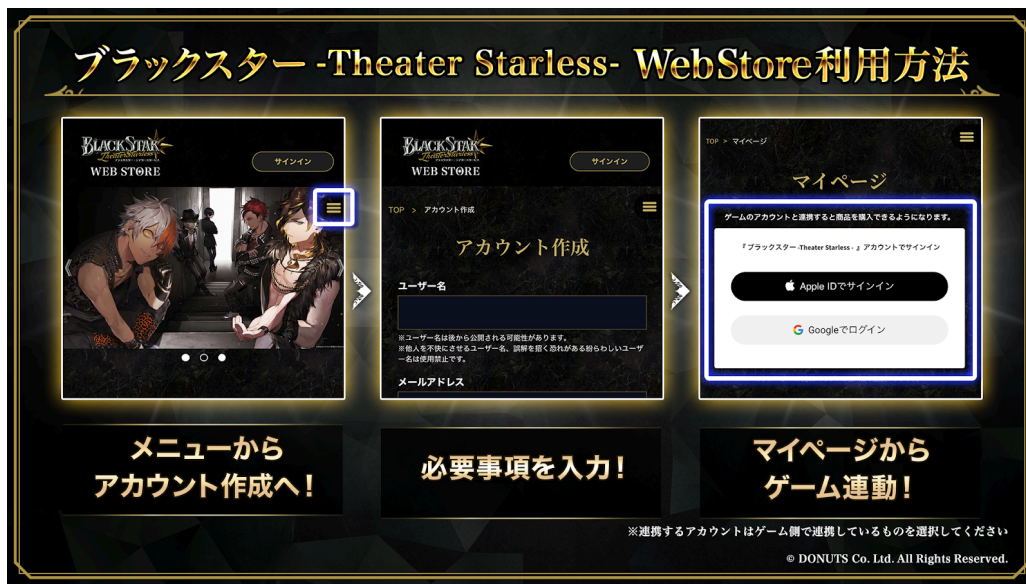 ブラックスター -Theater Starless- WebStore利用方法
BLACKSTAR
TheaterStarless
WEB STORE
サインイン
BLACKSTAR
TheaterStarless
WEB STORE
サインイン
TOP > アカウント作成
アカウント作成
ユーザー名
※ユーザー名は後から公開される可能性があります。
※他人を不快にさせるユーザー名、誤解を招く恐れがある紛らわしいユーザ
ー名は使用禁止です。
メールアドレス
TOP > マイページ
マイページ
ゲームのアカウントと連携すると商品を購入できるようになります。
『ブラックスター -Theater Starless- 』アカウントでサインイン
Apple IDでサインイン
Googleでログイン
メニューから
アカウント作成へ！
必要事項を入力！
マイページから
ゲーム連動！
※連携するアカウントはゲーム側で連携しているものを選択してください
© DONUTS Co. Ltd. All Rights Reserved.